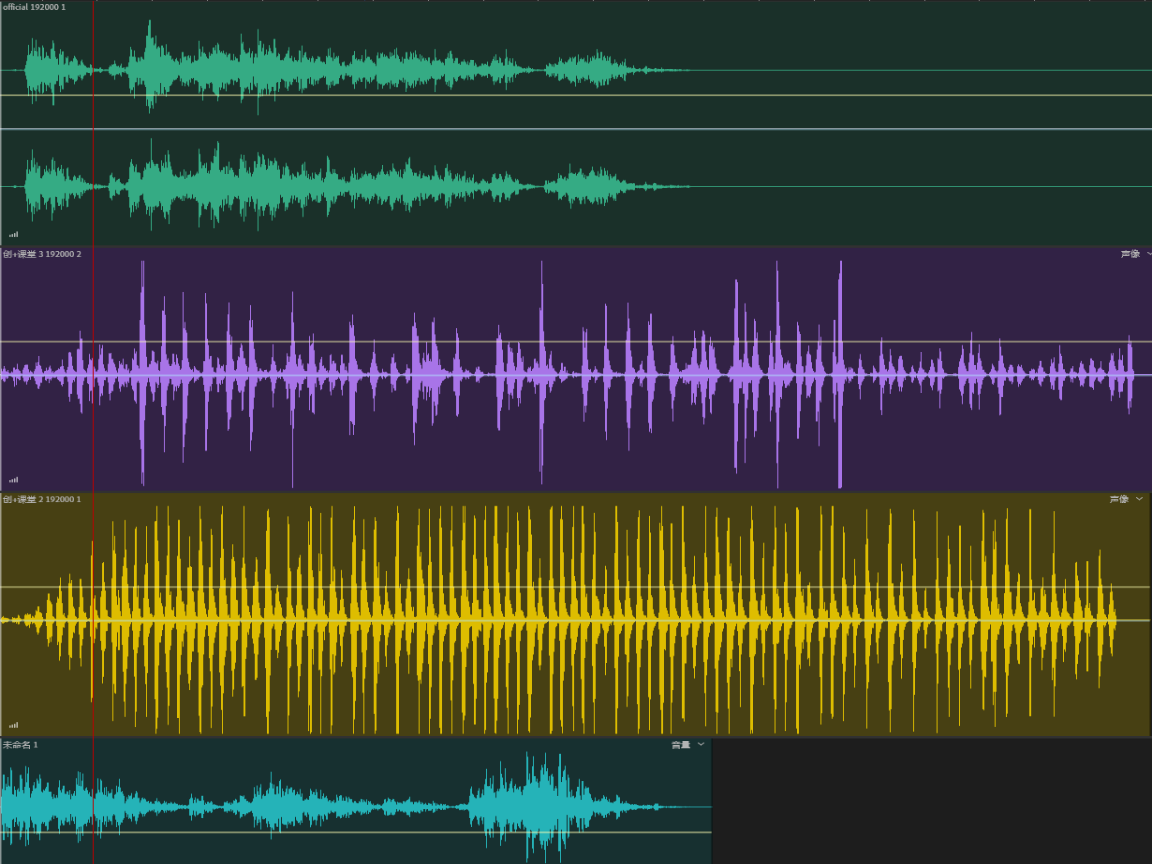 official 192000 1
创+课堂 3 192000 2
声像
创+课堂 2 192000 1
声像
未命名 1
音量